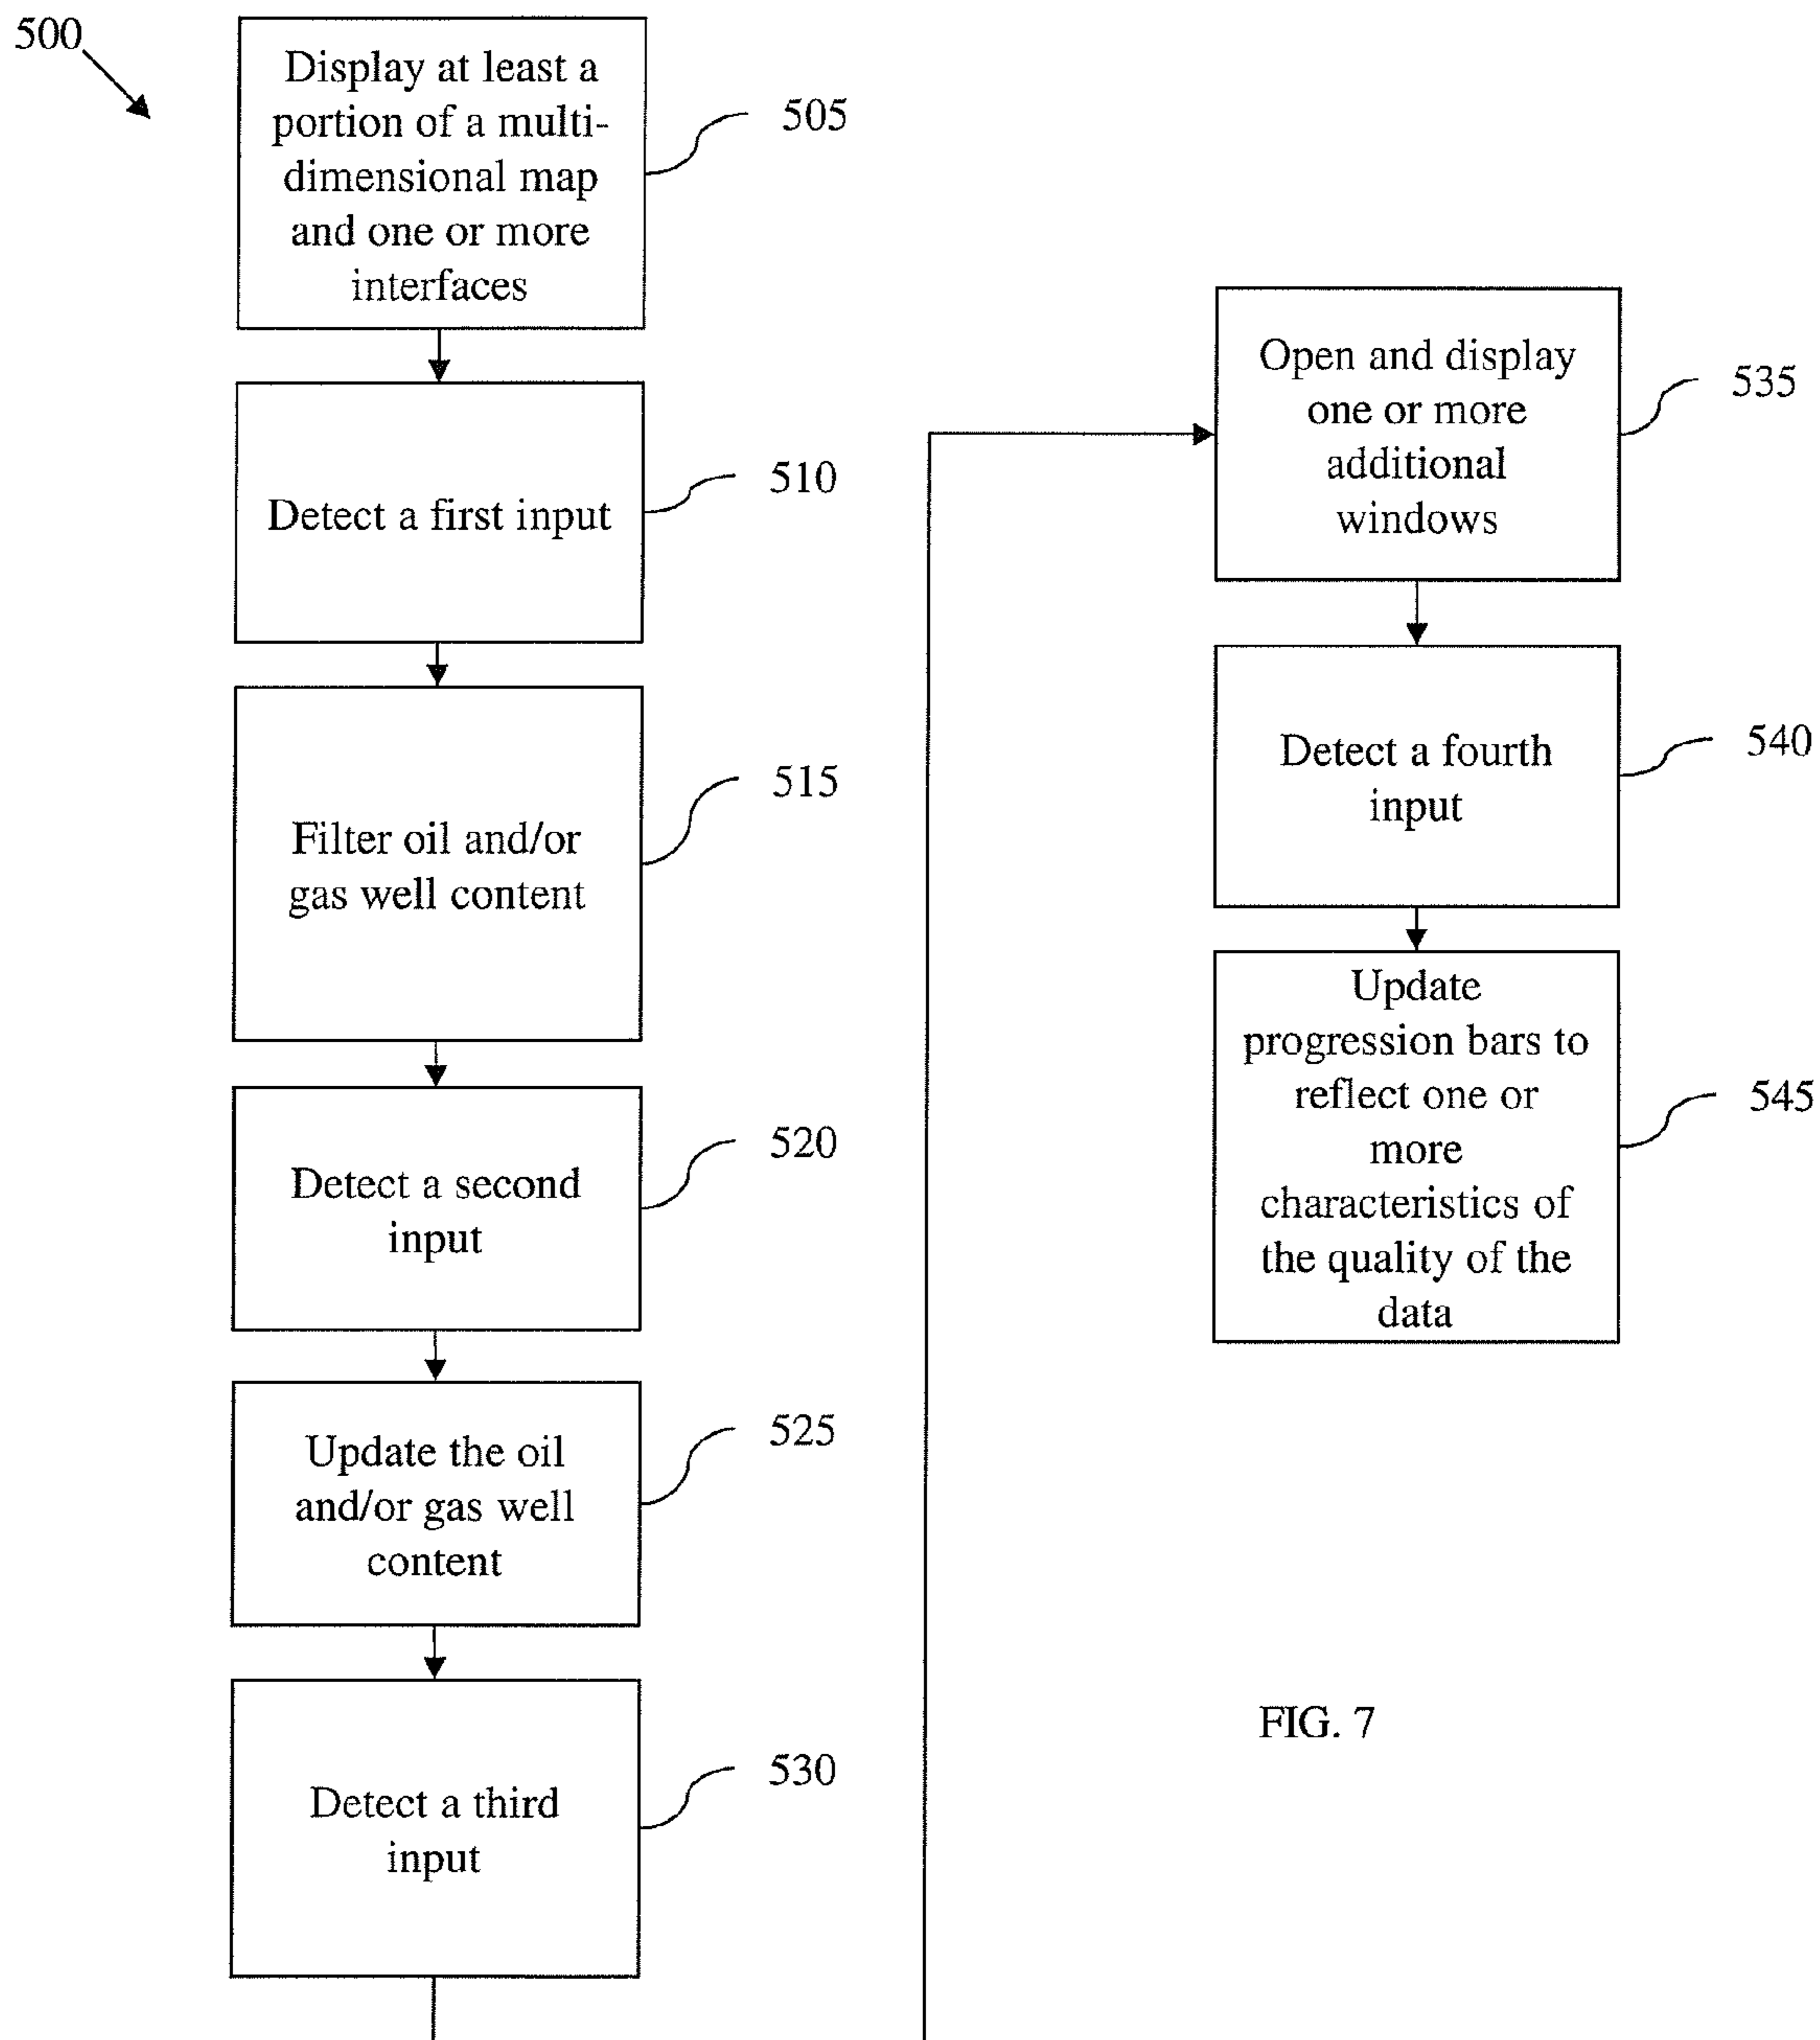 500
Display at least a
portion of a multi-
dimensional map
and one or more
interfaces
505
Detect a first input
510
Filter oil and/or
gas well content
515
Detect a second
input
520
Update the oil
and/or gas well
content
525
Detect a third
input
530
Open and display
one or more
additional
windows
535
Detect a fourth
input
540
Update
progression bars to
reflect one or
more
characteristics of
the quality of the
data
545
FIG. 7